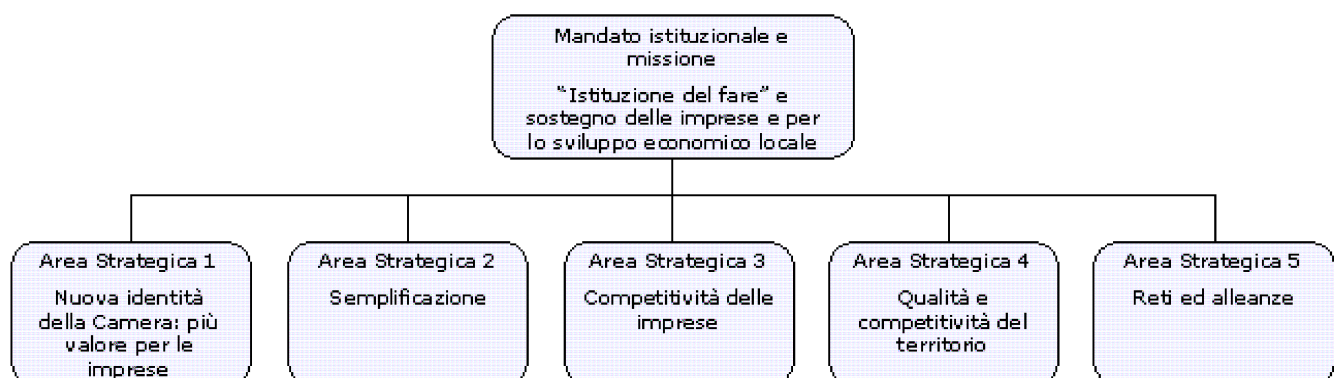 Mandato istituzionale e
missione
"Istituzione del fare" e
sostegno delle imprese e per
lo sviluppo economico locale
Area Strategica 1
Nuova identità
della Camera: più
valore per le
imprese
Area Strategica 2
Semplificazione
Area Strategica 3
Competitività delle
imprese
Area Strategica 4
Qualità e
competitività del
territorio
Area Strategica 5
Reti ed alleanze